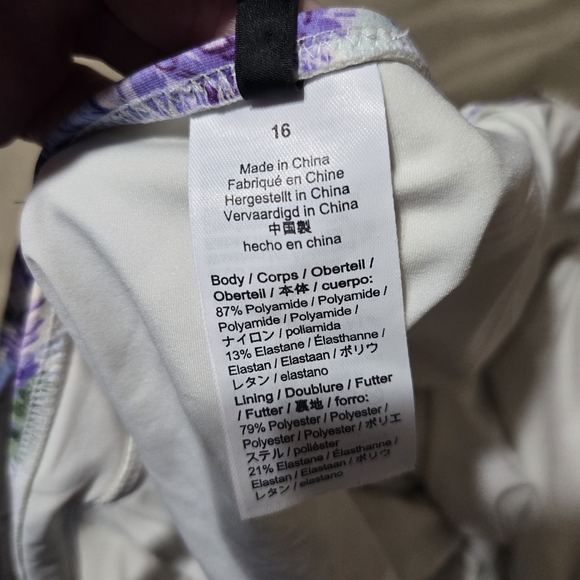 16
Made in China
Fabriqué en Chine
Hergestellt in China
Vervaardigd in China
中国製
hecho en china
Body / Corps / Oberteil /
Oberteil / 本体 / cuerpo:
87% Polyamide / Polyamide /
Polyamide / Polyamide /
ナイロン / poliamida
13% Elastane / Élasthanne /
Elastan / Elastaan / ポリウ
レタン / elastano
Lining / Doublure / Futter
/ Futter / 裏地 / forro:
79% Polyester / Polyester /
Polyester / Polyester / ポリエ
ステル / poliéster
21% Elastane / Élasthanne /
Elastan / Elastaan / ポリウ
レタン / elastano